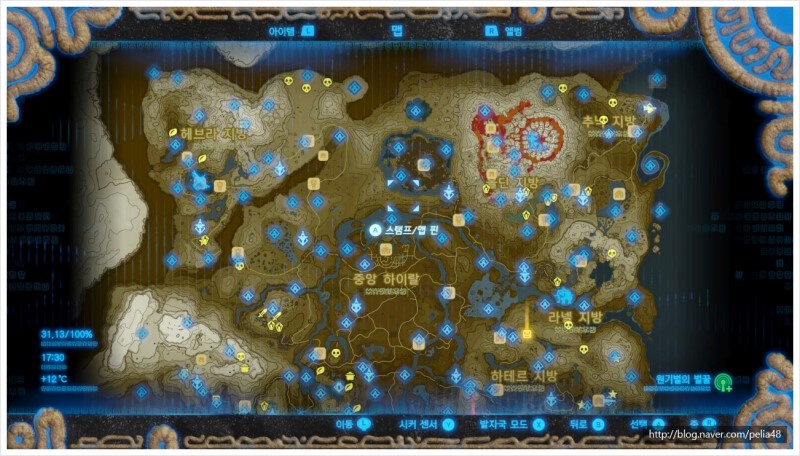 아이템 L 맵 R 앨범
헤브라 지방
지방
A 스탬프/맵 핀
중앙 하이랄
라넬 지방
하테르 지방
31.13/100%
17:30
+12℃
원기벌의 벌꿀
이동 L 시커 센서 Y 발자국 모드 X 뒤로 B 선택 A 줌 R
http://blog.naver.com/pelia48